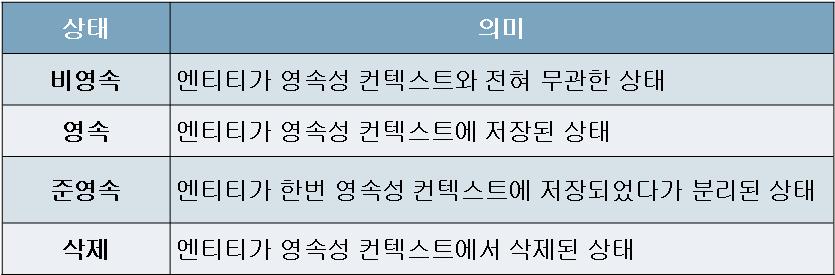 상태 의미
비영속 엔티티가 영속성 컨텍스트와 전혀 무관한 상태
영속 엔티티가 영속성 컨텍스트에 저장된 상태
준영속 엔티티가 한번 영속성 컨텍스트에 저장되었다가 분리된 상태
삭제 엔티티가 영속성 컨텍스트에서 삭제된 상태